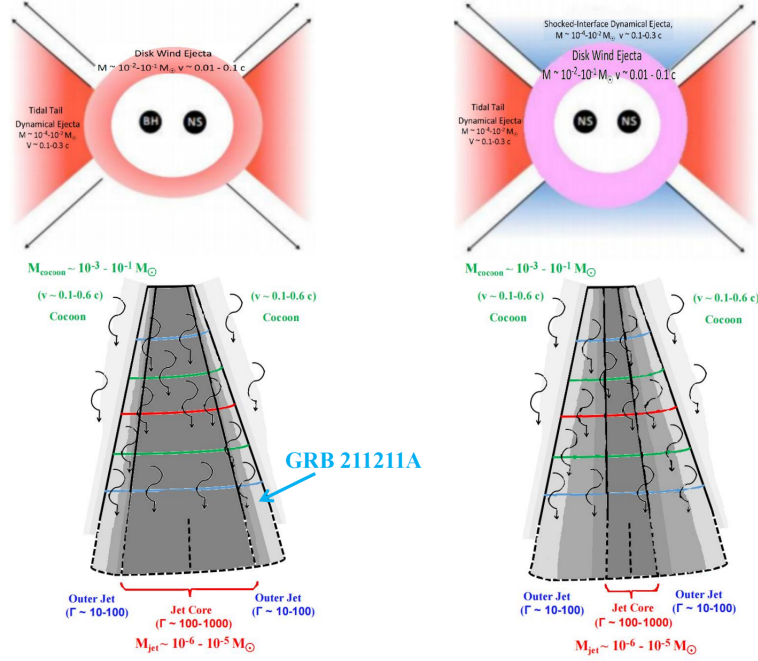 Disk Wind Ejecta
M ~ 10⁻²-10⁻¹ M☉ v ~ 0.01 - 0.1 c
Tidal Tail
Dynamical Ejecta
M ~ 10⁻⁴-10⁻² M☉
V ~ 0.1-0.3 c
BH
NS
M_cocoon ~ 10⁻³ - 10⁻¹ M☉
(v ~ 0.1-0.6 c)
Cocoon
(v ~ 0.1-0.6 c)
Cocoon
GRB 211211A
Outer Jet
(Γ ~ 10-100)
Jet Core
(Γ ~ 100-1000)
Outer Jet
(Γ ~ 10-100)
M_jet ~ 10⁻⁶ - 10⁻⁵ M☉
Shocked-Interface Dynamical Ejecta,
M ~ 10⁻⁴-10⁻² M☉ v ~ 0.1-0.3 c
Disk Wind Ejecta
M ~ 10⁻²-10⁻¹ M☉ v ~ 0.01 - 0.1 c
Tidal Tail
Dynamical Ejecta
M ~ 10⁻⁴-10⁻² M☉
V ~ 0.1-0.3 c
NS
NS
M_cocoon ~ 10⁻³ - 10⁻¹ M☉
(v ~ 0.1-0.6 c)
Cocoon
(v ~ 0.1-0.6 c)
Cocoon
Outer Jet
(Γ ~ 10-100)
Jet Core
(Γ ~ 100-1000)
Outer Jet
(Γ ~ 10-100)
M_jet ~ 10⁻⁶ - 10⁻⁵ M☉